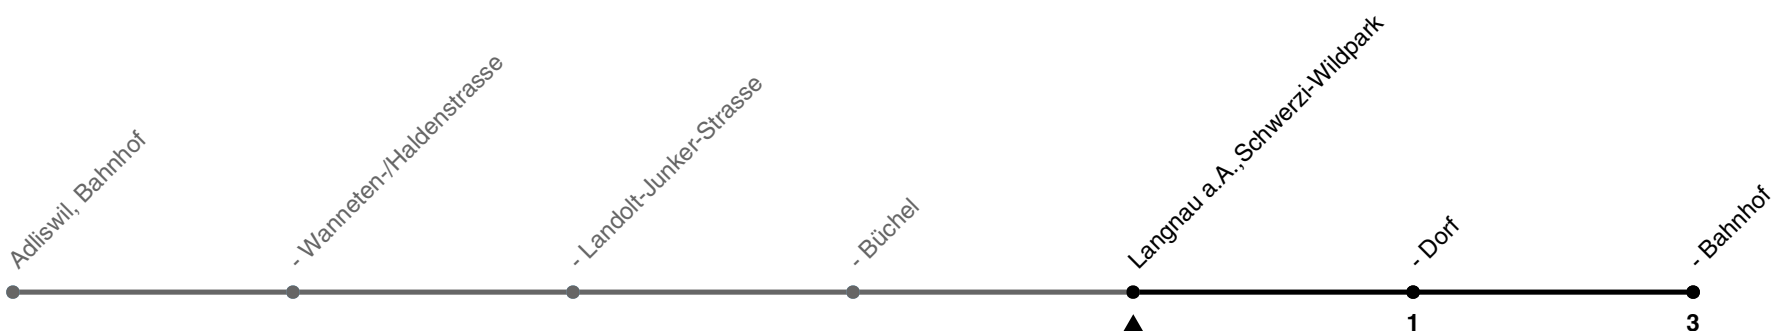 Adliswil, Bahnhof
- Wanneten-/Haldenstrasse
- Landolt-Junker-Strasse
- Büchel
Langnau a.A.,Schwerzi-Wildpark
- Dorf
- Bahnhof
1
3